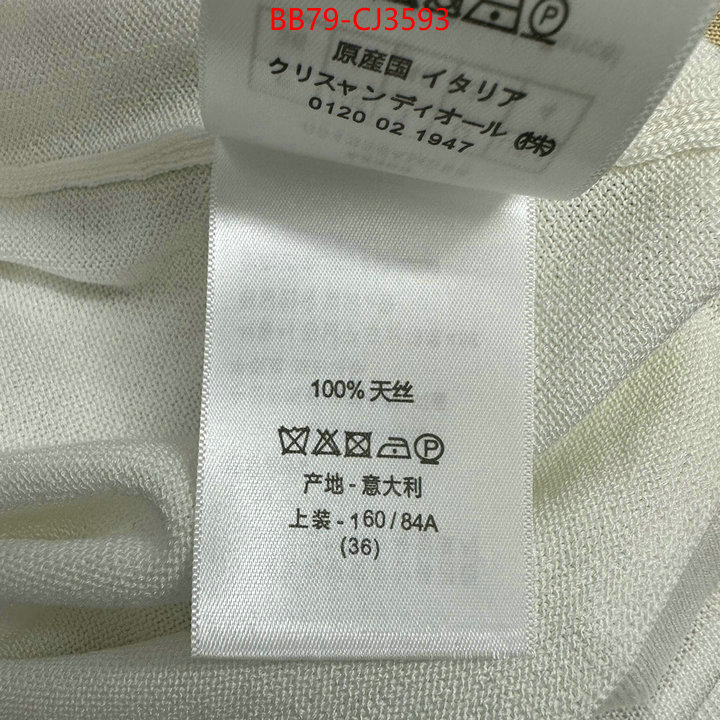 BB79-CJ3593
原産国 イタリア
クリスャン ディオール ㈱
0120 02 1947
100% 天丝
产地 - 意大利
上装 - 160 / 84A
(36)